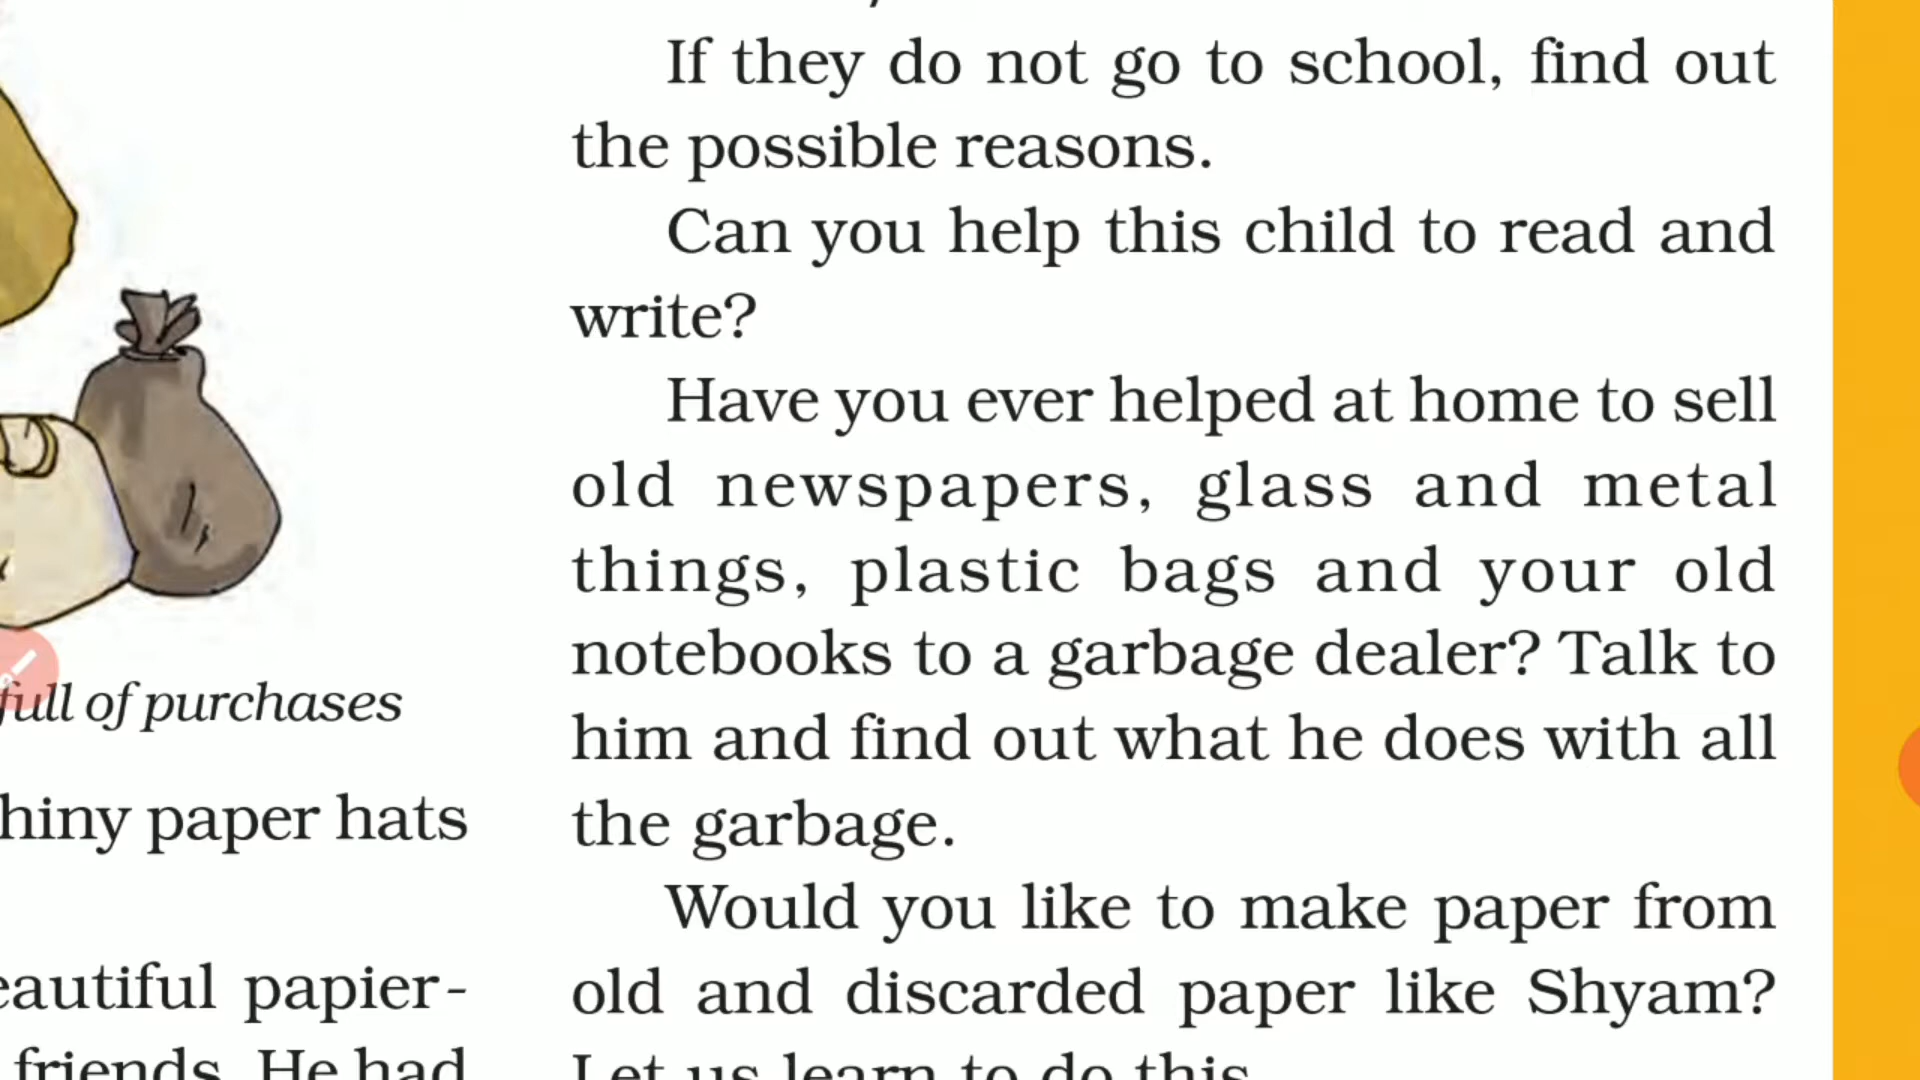 full of purchases
hiny paper hats
eautiful papier-
friends. He had
If they do not go to school, find out
the possible reasons.
Can you help this child to read and
write?
Have you ever helped at home to sell
old newspapers, glass and metal
things, plastic bags and your old
notebooks to a garbage dealer? Talk to
him and find out what he does with all
the garbage.
Would you like to make paper from
old and discarded paper like Shyam?
Let us learn to do this.